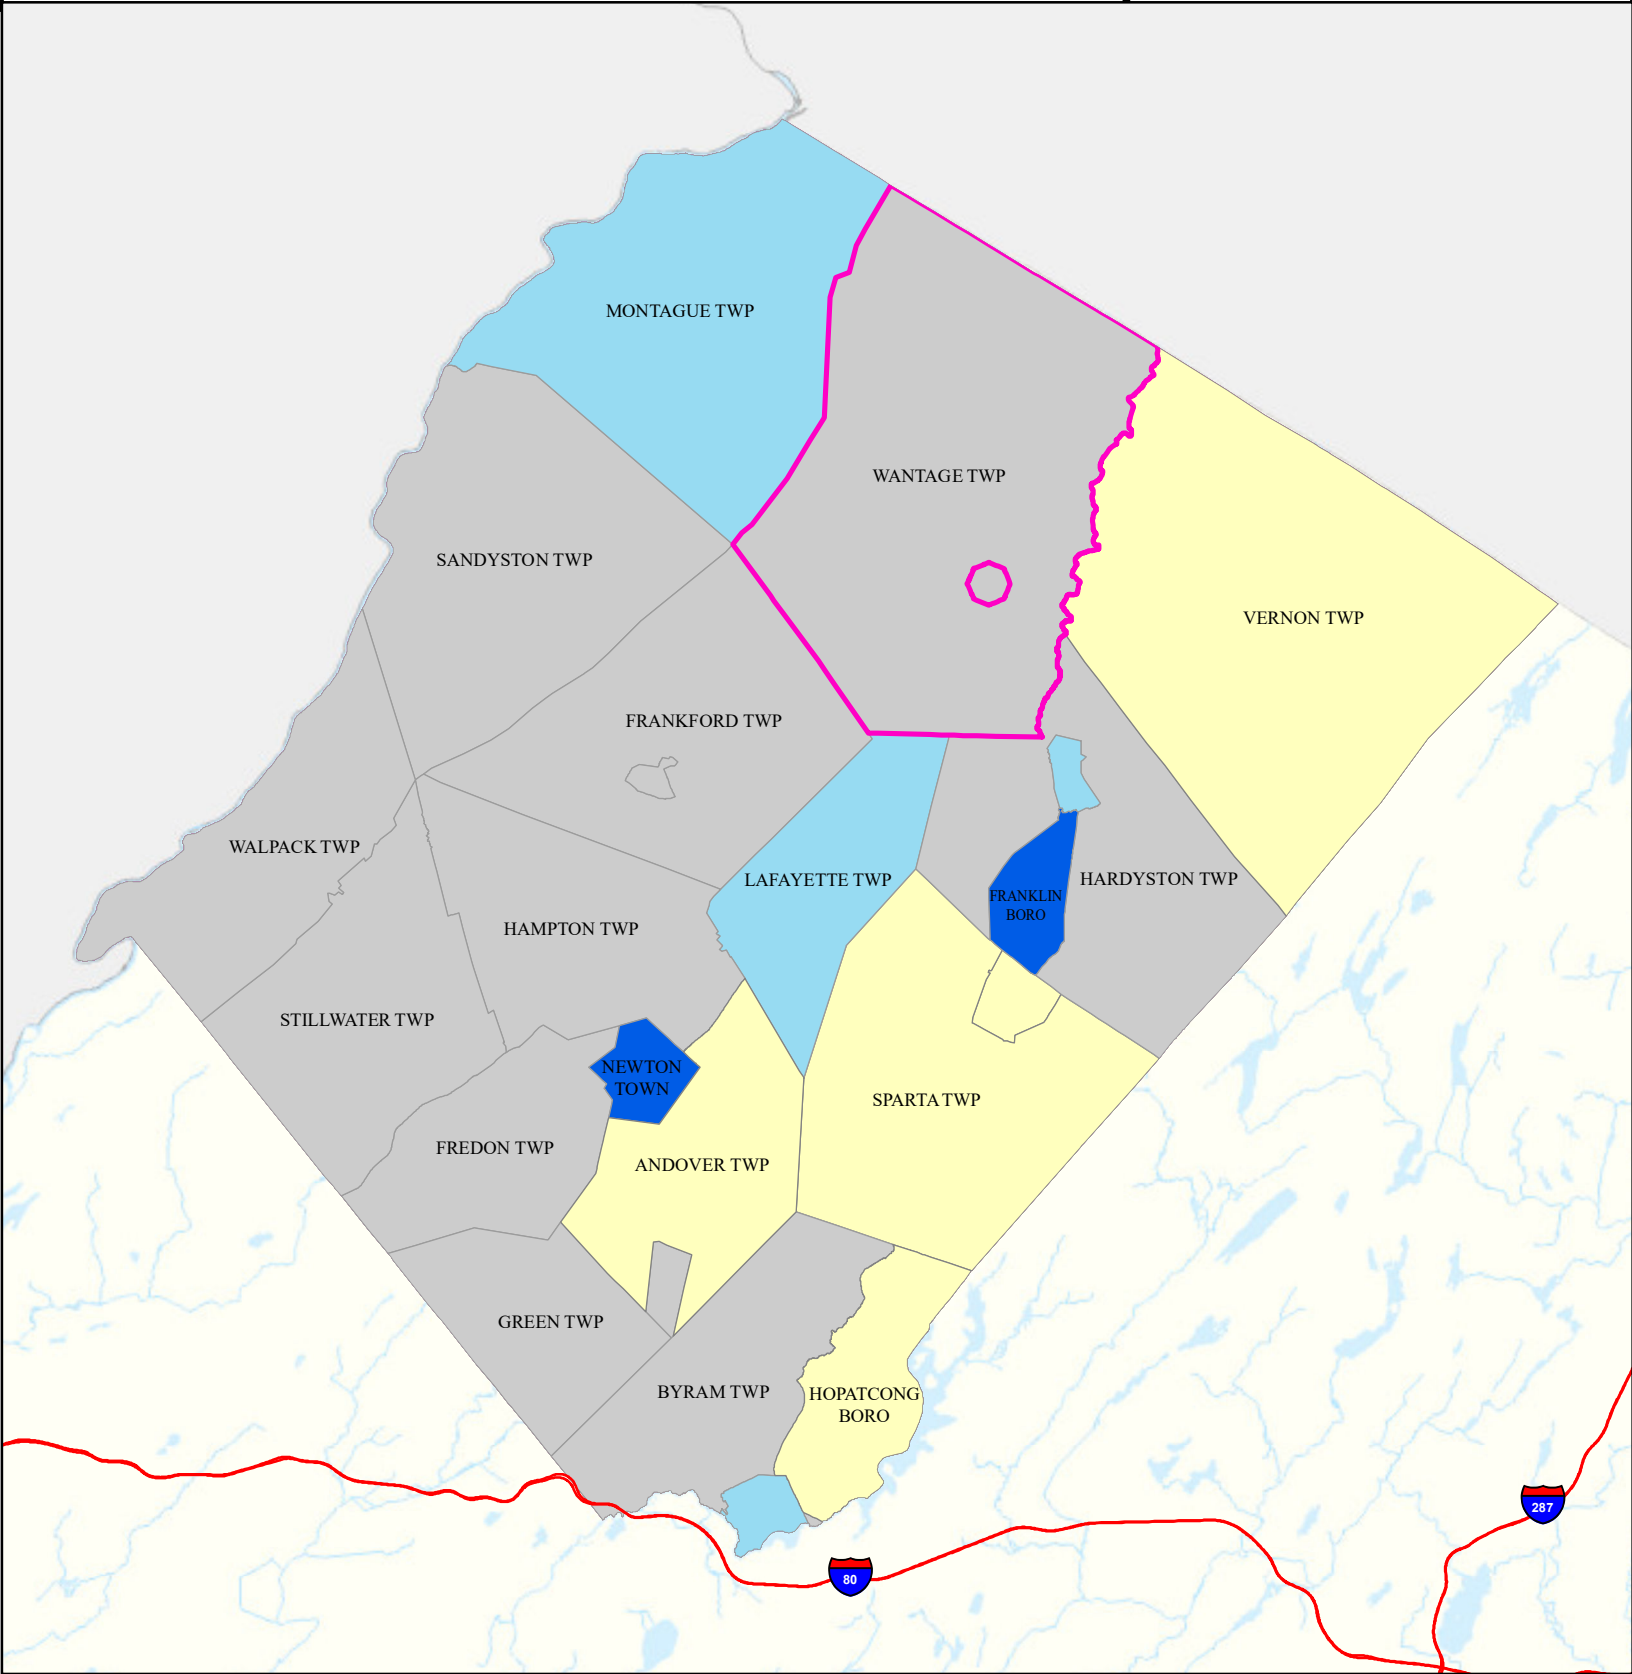 MONTAGUE TWP
WANTAGE TWP
SANDYSTON TWP
VERNON TWP
FRANKFORD TWP
WALPACK TWP
LAFAYETTE TWP
HARDYSTON TWP
FRANKLIN
BORO
HAMPTON TWP
STILLWATER TWP
NEWTON
TOWN
SPARTA TWP
FREDON TWP
ANDOVER TWP
GREEN TWP
BYRAM TWP
HOPATCONG
BORO
287
80